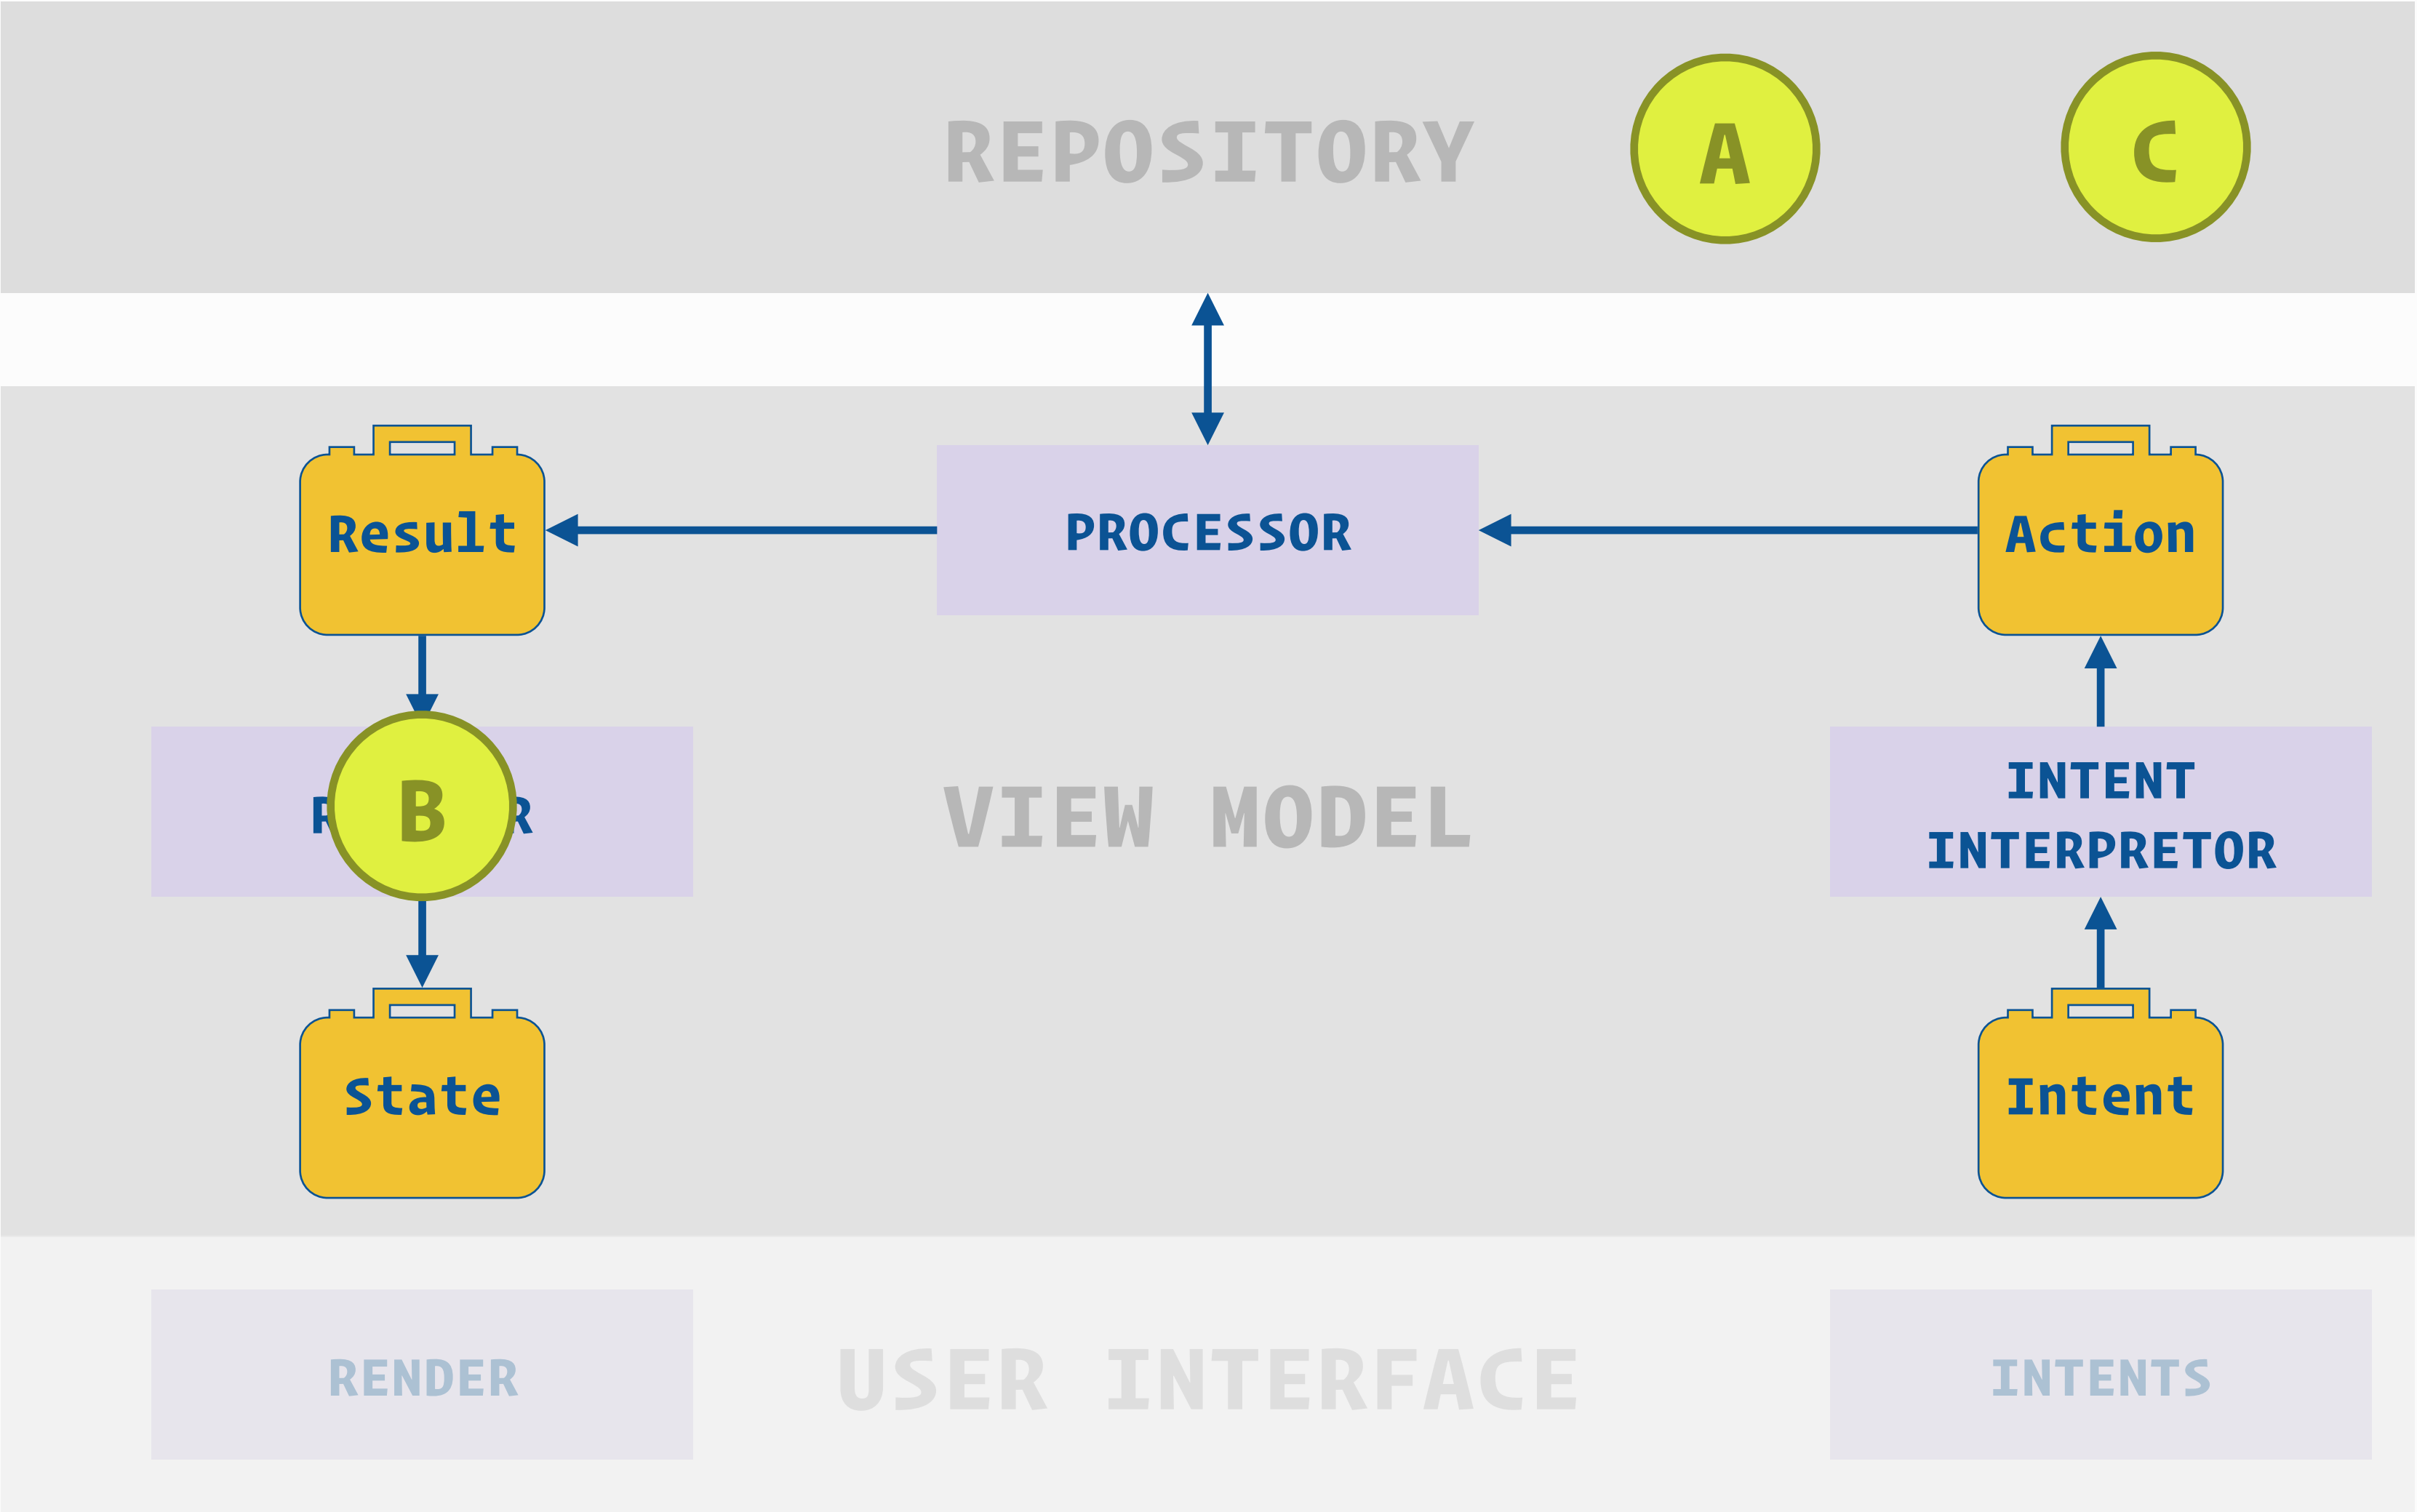 REPOSITORY
A
C
Result
PROCESSOR
Action
B
VIEW MODEL
INTENT
INTERPRETOR
State
Intent
RENDER
USER INTERFACE
INTENTS